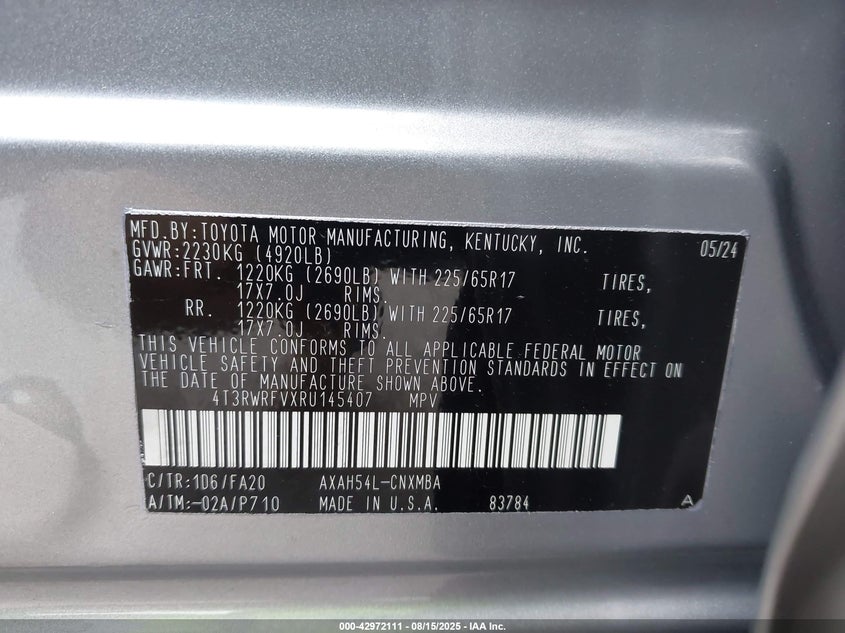 MFD.BY:TOYOTA MOTOR MANUFACTURING, KENTUCKY, INC. 05/24
GVWR:2230KG (4920LB)
GAWR:FRT. 1220KG (2690LB) WITH 225/65R17 TIRES,
17X7.0J RIMS.
RR. 1220KG (2690LB) WITH 225/65R17 TIRES,
17X7.0J RIMS.
THIS VEHICLE CONFORMS TO ALL APPLICABLE FEDERAL MOTOR
VEHICLE SAFETY AND THEFT PREVENTION STANDARDS IN EFFECT ON
THE DATE OF MANUFACTURE SHOWN ABOVE.
4T3RWRFVXRU145407 MPV
C/TR:1D6/FA20 AXAH54L-CNXMBA
A/TM:-02A/P710 MADE IN U.S.A. 83784 A
000-42972111 - 08/15/2025 - IAA Inc.